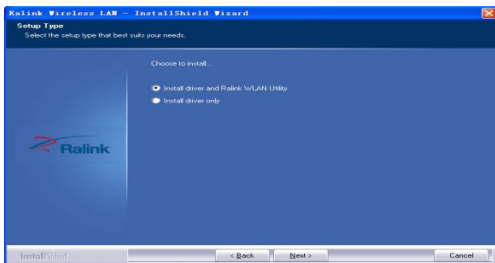 Ralink Wireless LAN - InstallShield Wizard
Setup Type
Select the setup type that best suits your needs.
Choose to install...
Install driver and Ralink WLAN Utility
Install driver only
Ralink
InstallShield
< Back
Next >
Cancel